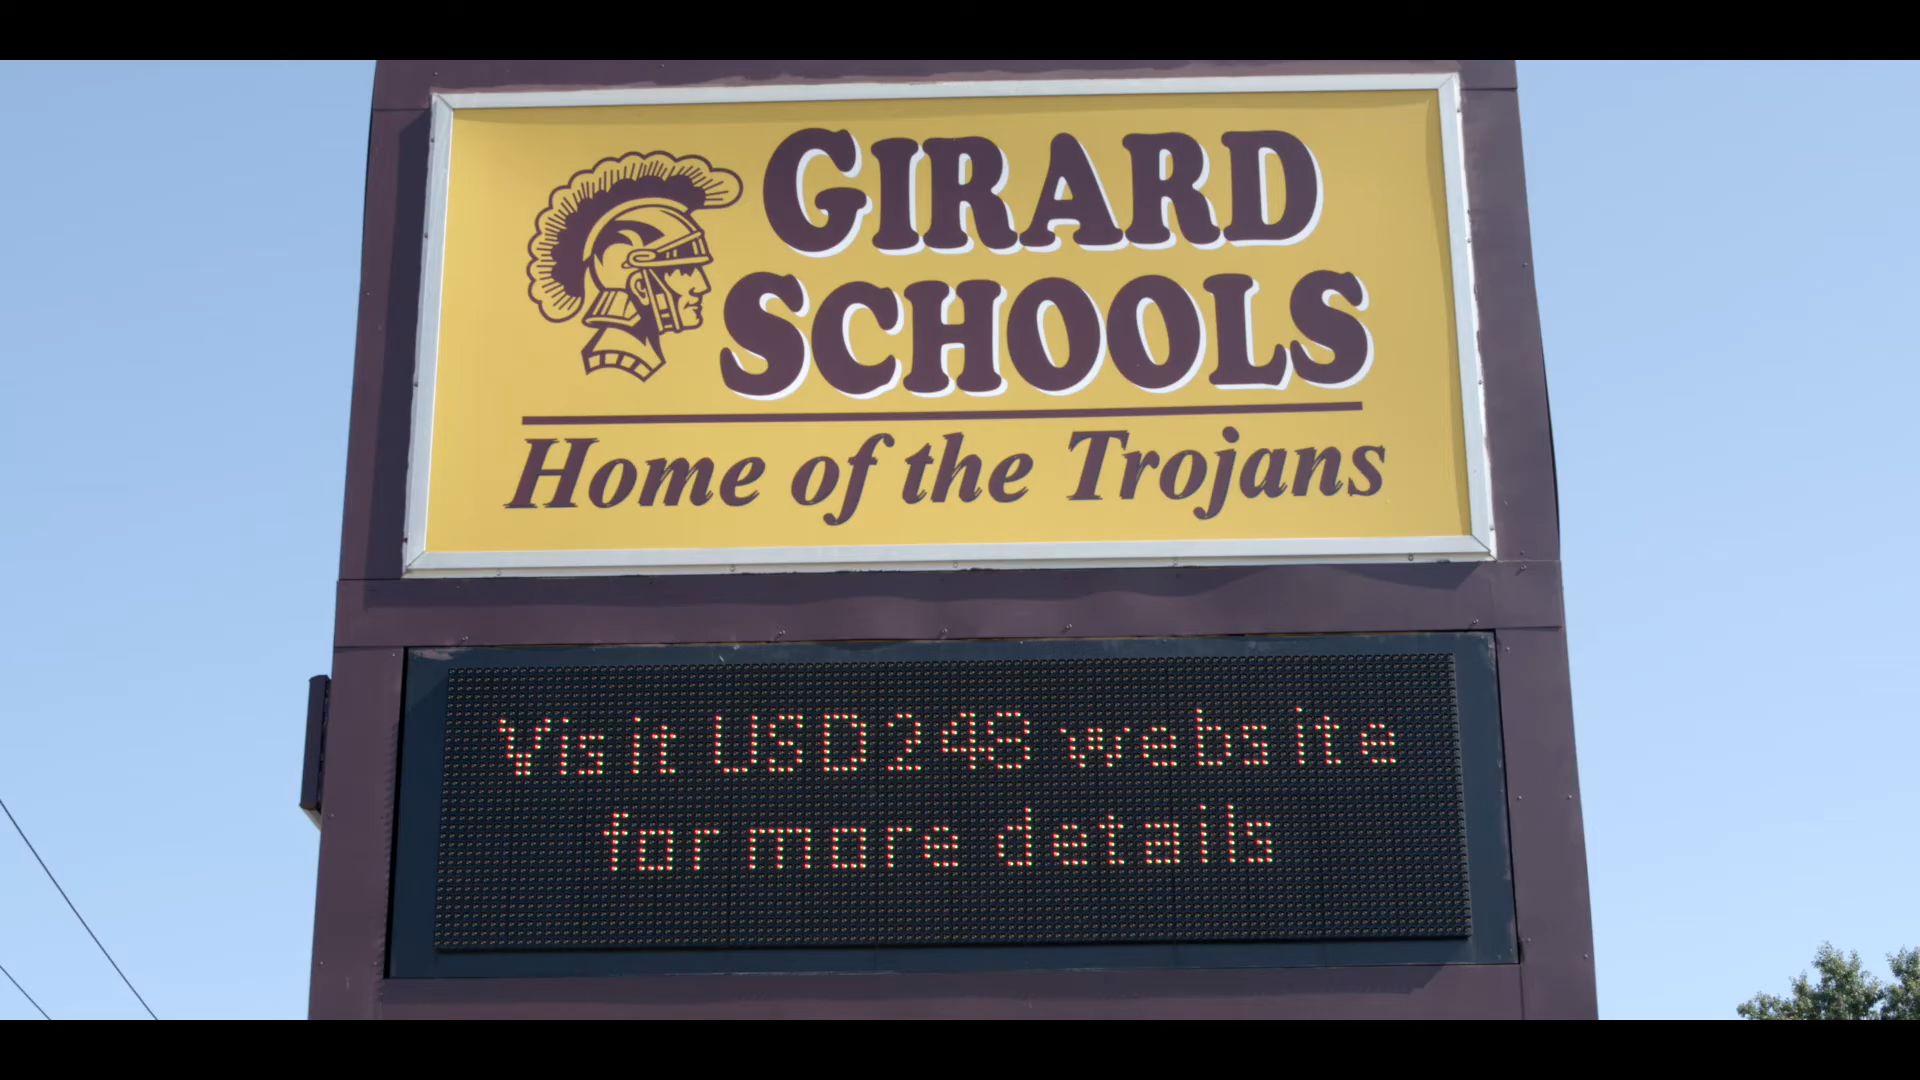 GIRARD
SCHOOLS
Home of the Trojans
Visit USD248 website
for more details